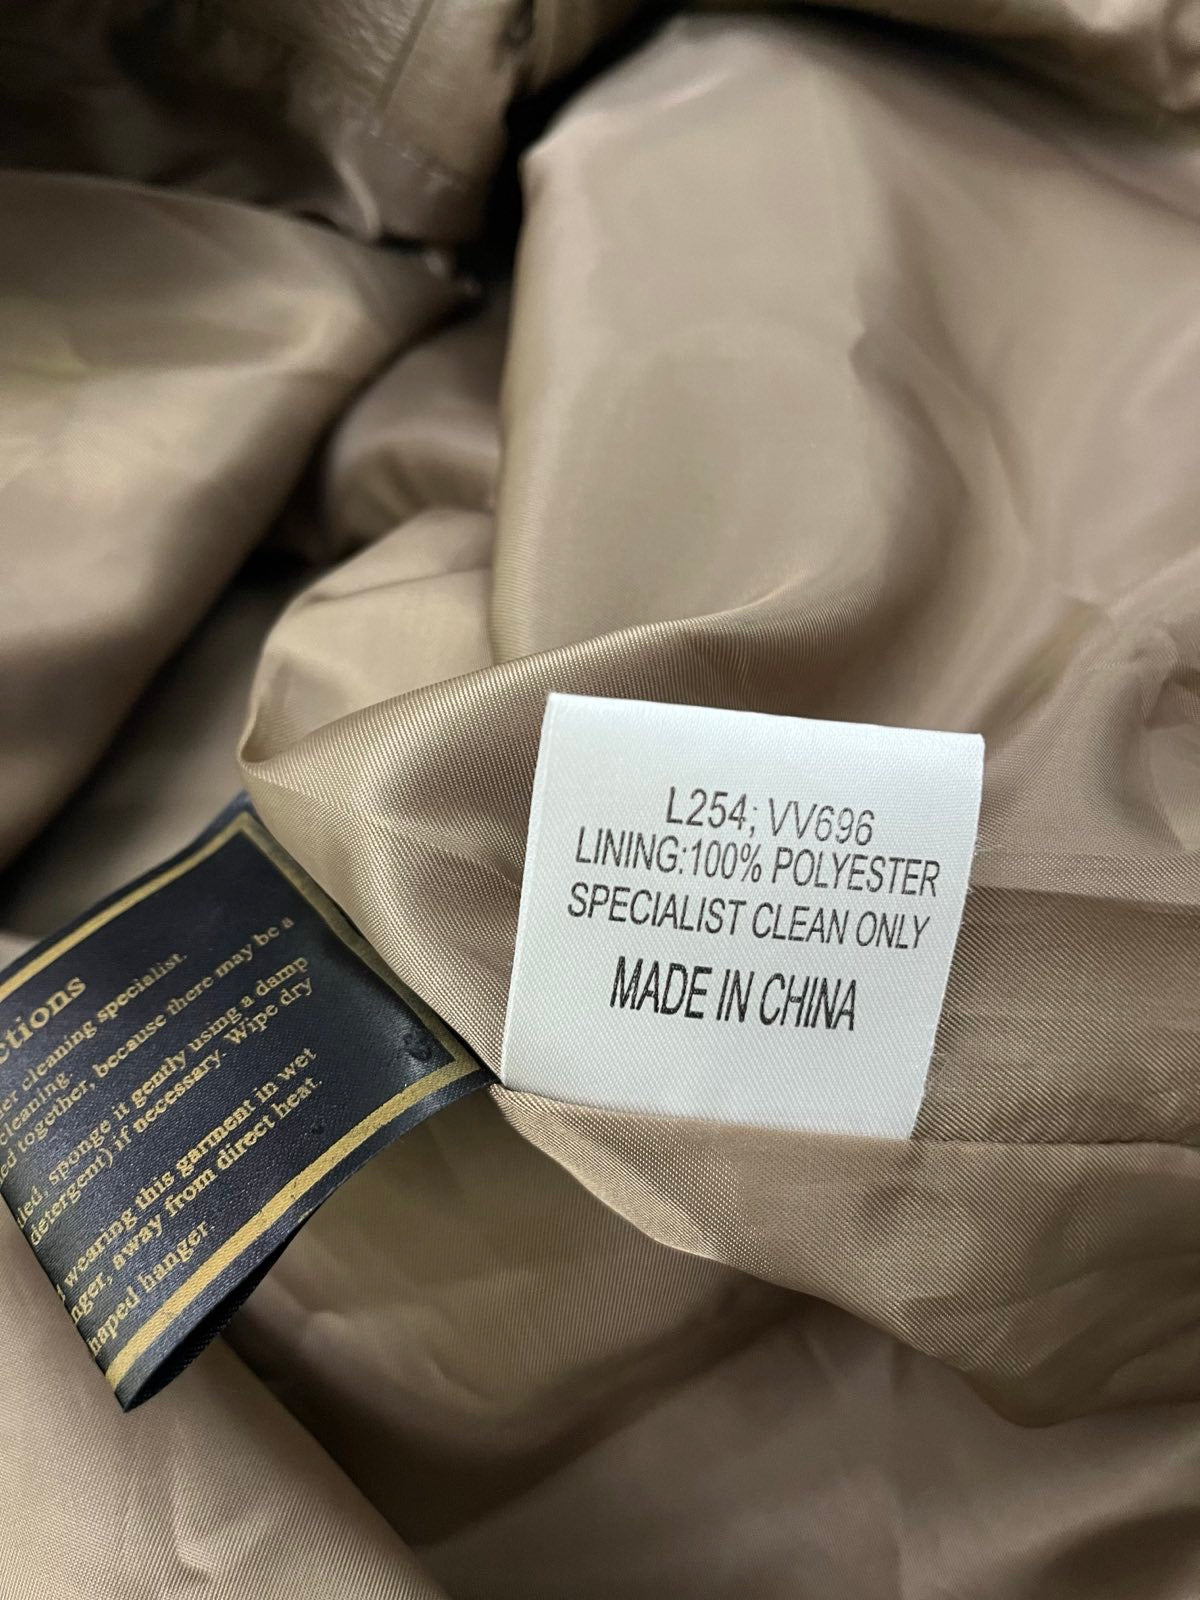 L254; VV696
LINING:100% POLYESTER
SPECIALIST CLEAN ONLY
MADE IN CHINA
ctions
er cleaning specialist.
cleaning.
ed together, because there may be a
led, sponge it gently using a damp
detergent) if necessary. Wipe dry
wearing this garment in wet
nger, away from direct heat.
haped hanger.